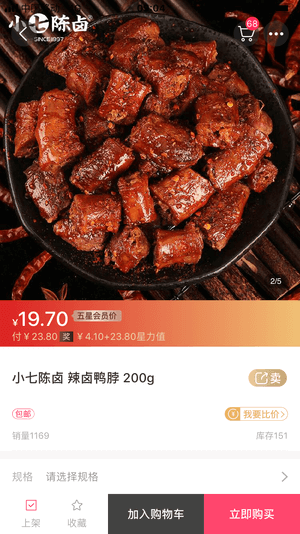 小七陈卤
SINCE1997
68
2/5
¥19.70 五星会员价
付¥23.80 奖 ¥4.10+23.80星力值
小七陈卤 辣卤鸭脖 200g
卖
包邮
我要比价
销量1169
库存151
规格 请选择规格
上架
收藏
加入购物车
立即购买